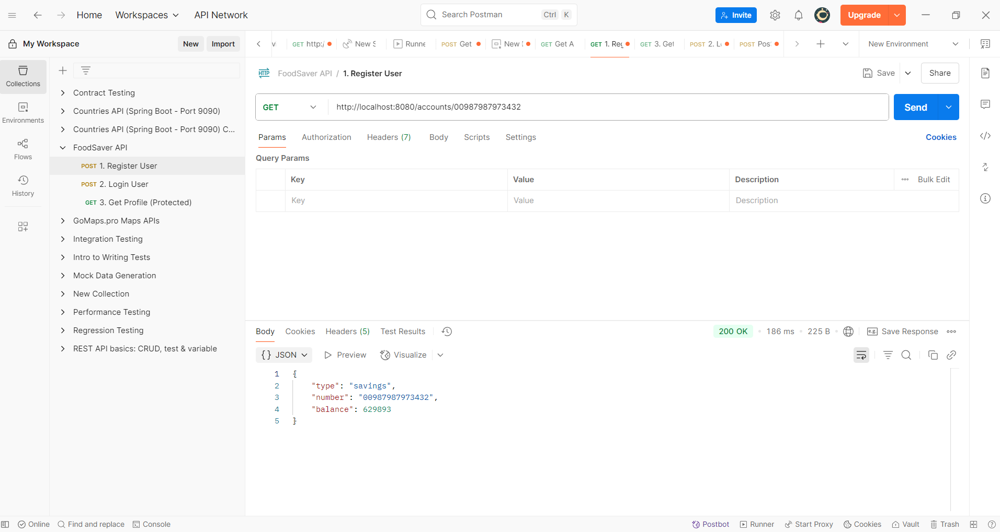 Home Workspaces API Network Search Postman Ctrl K Invite Upgrade
My Workspace New Import GET http:/ New S Runne POST Get New GET Get A GET 1. Reg GET 3. Get POST 2. L POST Pos New Environment
Collections
Environments
Flows
History
Contract Testing
Countries API (Spring Boot - Port 9090)
Countries API (Spring Boot - Port 9090) C...
FoodSaver API
POST 1. Register User
POST 2. Login User
GET 3. Get Profile (Protected)
GoMaps.pro Maps APIs
Integration Testing
Intro to Writing Tests
Mock Data Generation
New Collection
Performance Testing
Regression Testing
REST API basics: CRUD, test & variable
HTTP FoodSaver API / 1. Register User Save Share
GET http://localhost:8080/accounts/00987987973432 Send
Params Authorization Headers (7) Body Scripts Settings Cookies
Query Params
Key Value Description Bulk Edit
Key Value Description
Body Cookies Headers (5) Test Results 200 OK 186 ms 225 B e.g. Save Response
{} JSON Preview Visualize
1 {
2 "type": "savings",
3 "number": "00987987973432",
4 "balance": 629893
5 }
Online Find and replace Console Postbot Runner Start Proxy Cookies Vault Trash